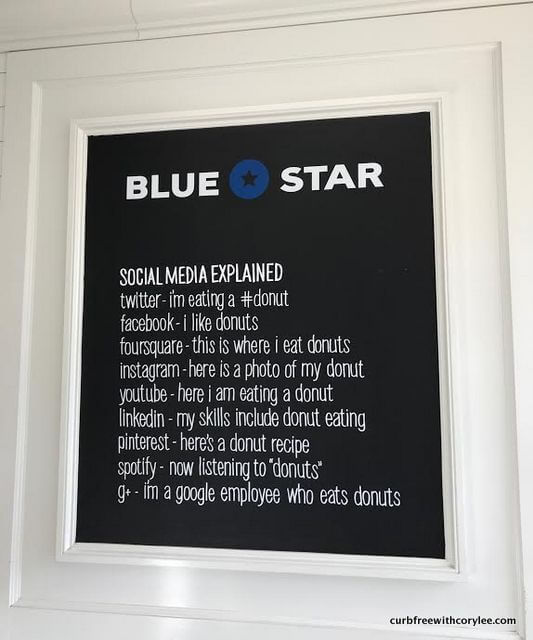 BLUE STAR
SOCIAL MEDIA EXPLAINED
twitter - i'm eating a #donut
facebook - i like donuts
foursquare - this is where i eat donuts
instagram - here is a photo of my donut
youtube - here i am eating a donut
linkedin - my skills include donut eating
pinterest - here's a donut recipe
spotify - now listening to "donuts"
g+ - i'm a google employee who eats donuts
curbfreewithcorylee.com